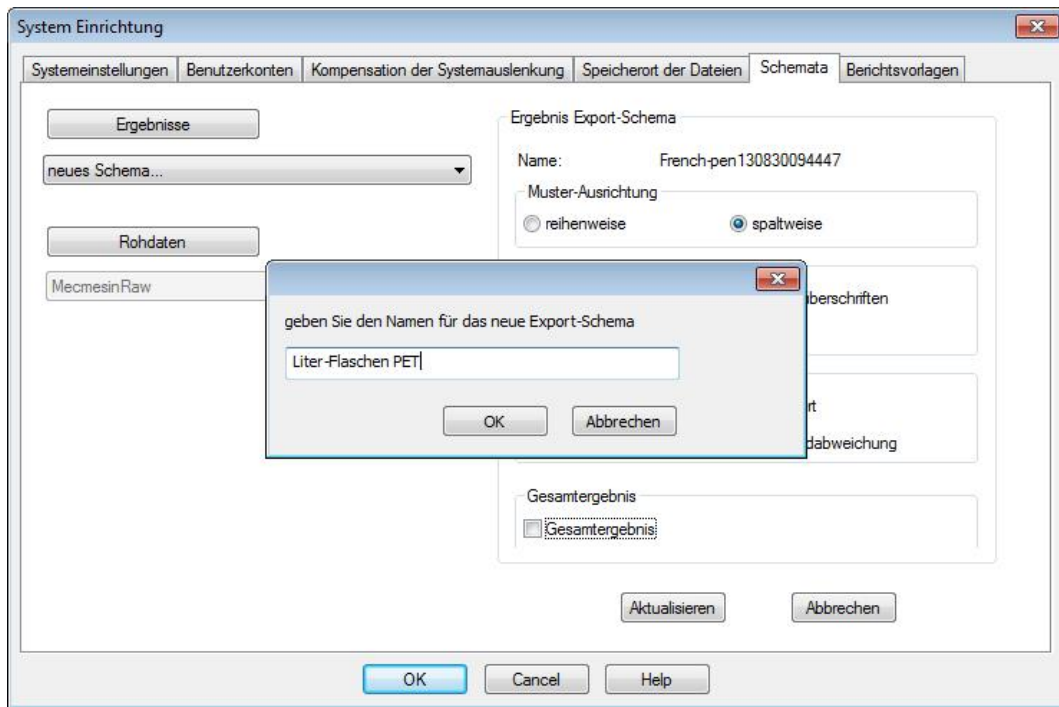 System Einrichtung
Systemeinstellungen Benutzerkonten Kompensation der Systemauslenkung Speicherort der Dateien Schemata Berichtsvorlagen
Ergebnisse
neues Schema...
Rohdaten
MecmesinRaw
Ergebnis Export-Schema
Name: French-pen130830094447
Muster-Ausrichtung
reihenweise spaltweise
geben Sie den Namen für das neue Export-Schema
Liter-Flaschen PET
OK Abbrechen
Gesamtergebnis
Gesamtergebnis
Aktualisieren Abbrechen
OK Cancel Help